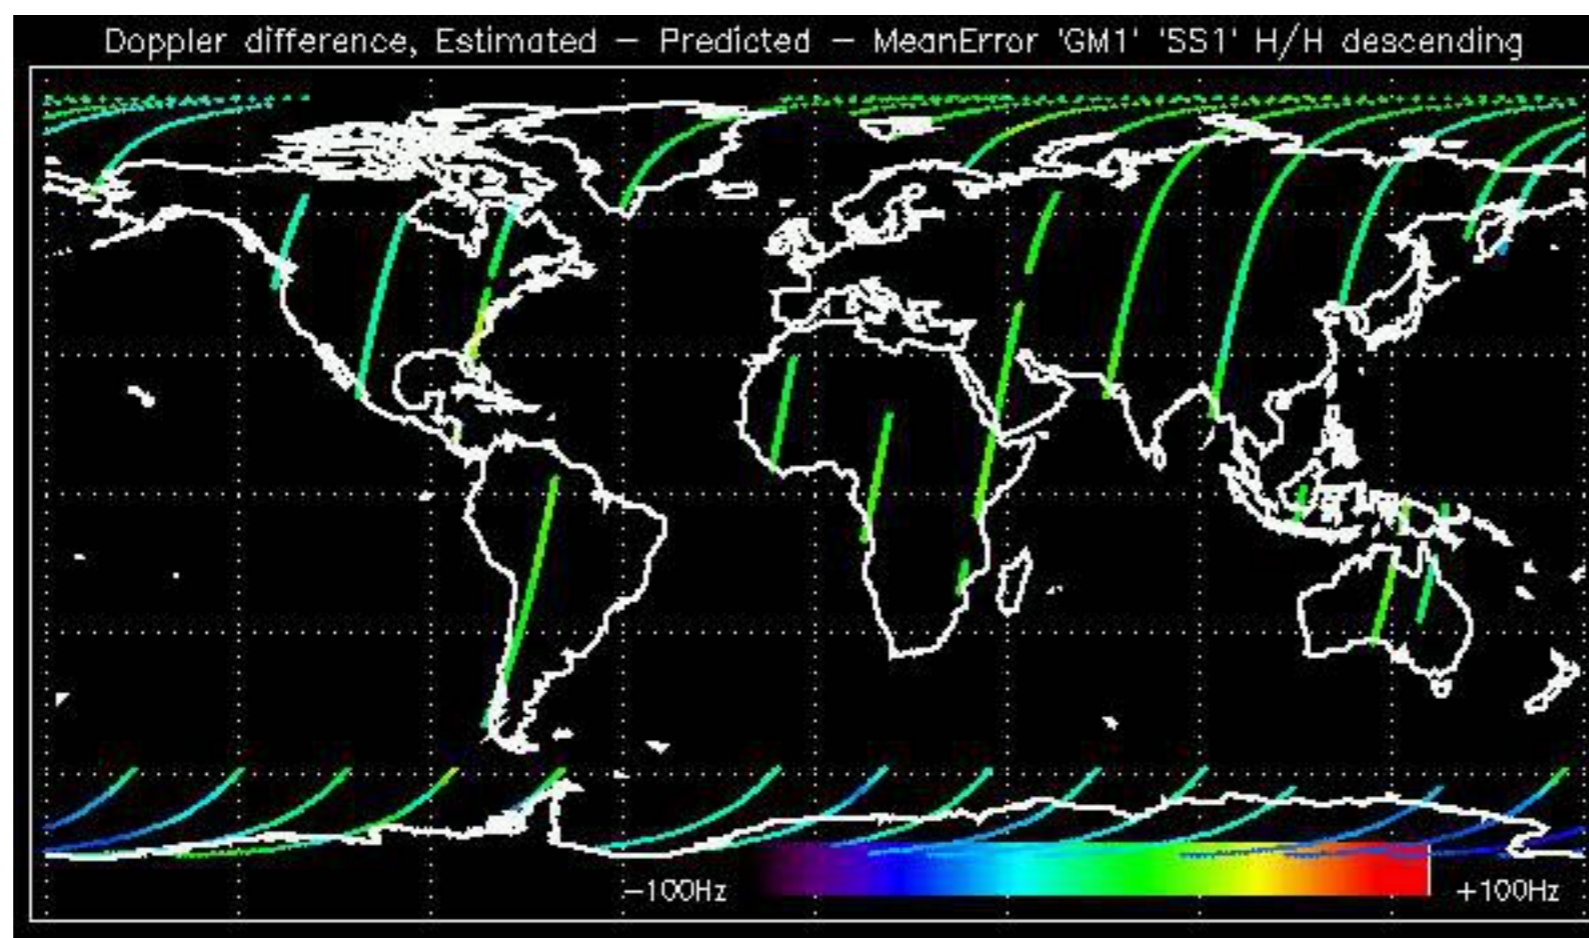 Doppler difference, Estimated – Predicted – MeanError 'GM1' 'SS1' H/H descending
–100Hz +100Hz